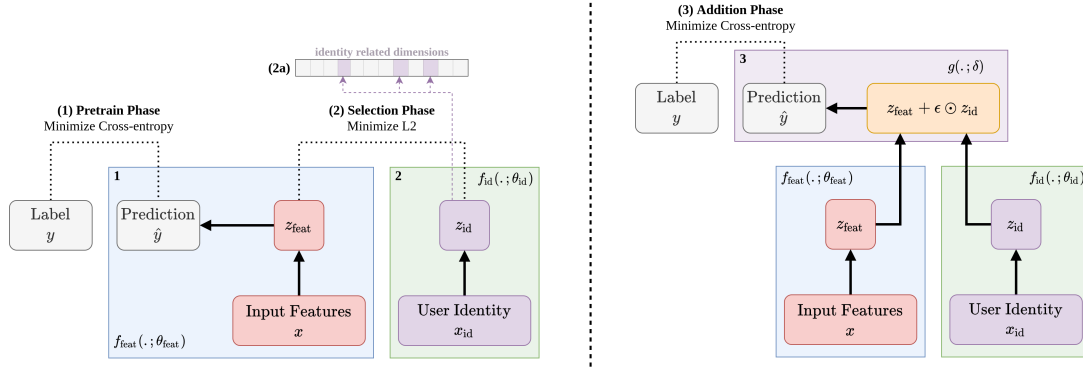 identity related dimensions
(2a)
(1) Pretrain Phase
Minimize Cross-entropy
(2) Selection Phase
Minimize L2
1
2
f_id(. ; θ_id)
Label
y
Prediction
ŷ
z_feat
z_id
Input Features
x
User Identity
x_id
f_feat(. ; θ_feat)
(3) Addition Phase
Minimize Cross-entropy
3
g(. ; δ)
Label
y
Prediction
ŷ
z_feat + ϵ ⊙ z_id
f_feat(. ; θ_feat)
f_id(. ; θ_id)
z_feat
z_id
Input Features
x
User Identity
x_id